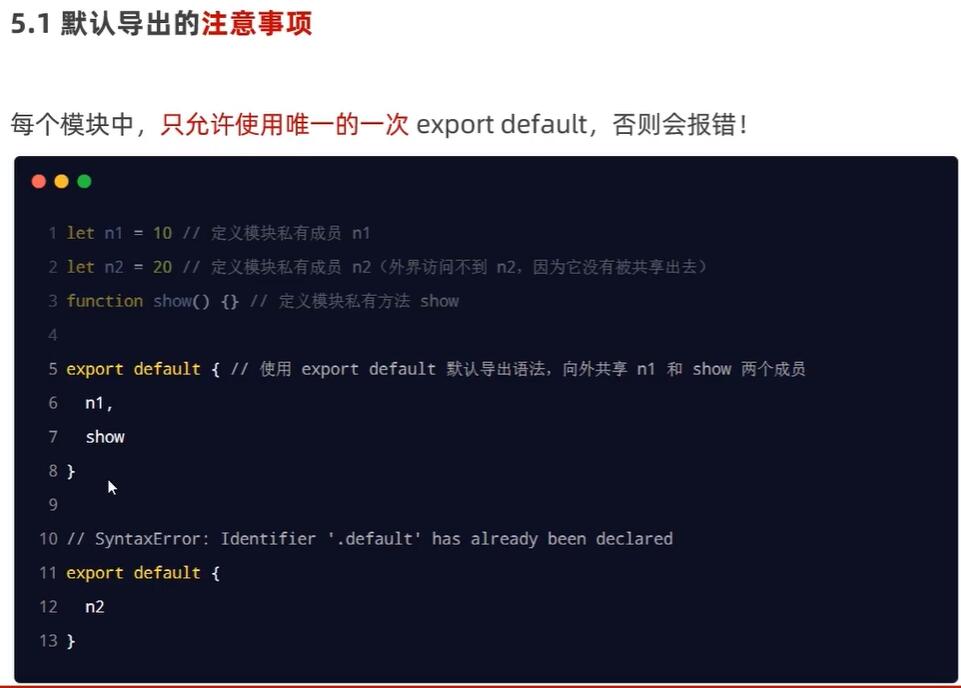 5.1 默认导出的注意事项
每个模块中，只允许使用唯一的一次 export default，否则会报错！
1 let n1 = 10 // 定义模块私有成员 n1
2 let n2 = 20 // 定义模块私有成员 n2（外界访问不到 n2，因为它没有被共享出去）
3 function show() {} // 定义模块私有方法 show
4
5 export default { // 使用 export default 默认导出语法，向外共享 n1 和 show 两个成员
6   n1,
7   show
8 }
9
10 // SyntaxError: Identifier '.default' has already been declared
11 export default {
12   n2
13 }